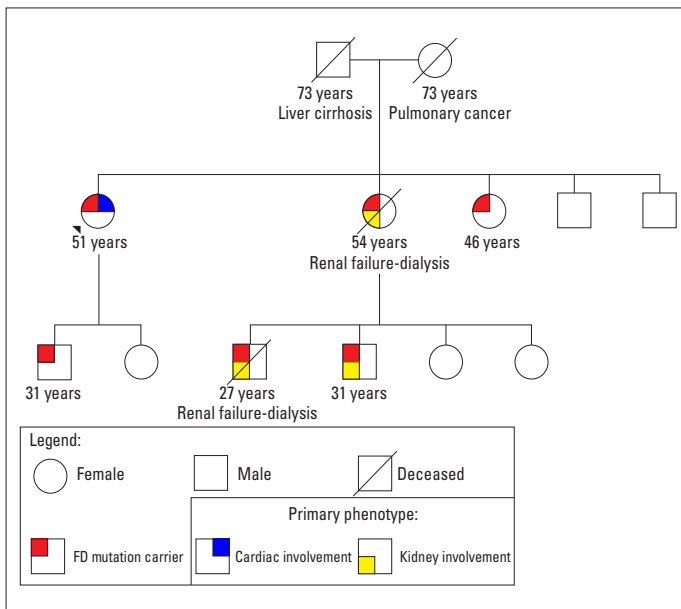 73 years 73 years
Liver cirrhosis Pulmonary cancer
51 years 54 years 46 years
Renal failure-dialysis
31 years 27 years 31 years
Renal failure-dialysis
Legend:
Female Male Deceased
Primary phenotype:
FD mutation carrier Cardiac involvement Kidney involvement